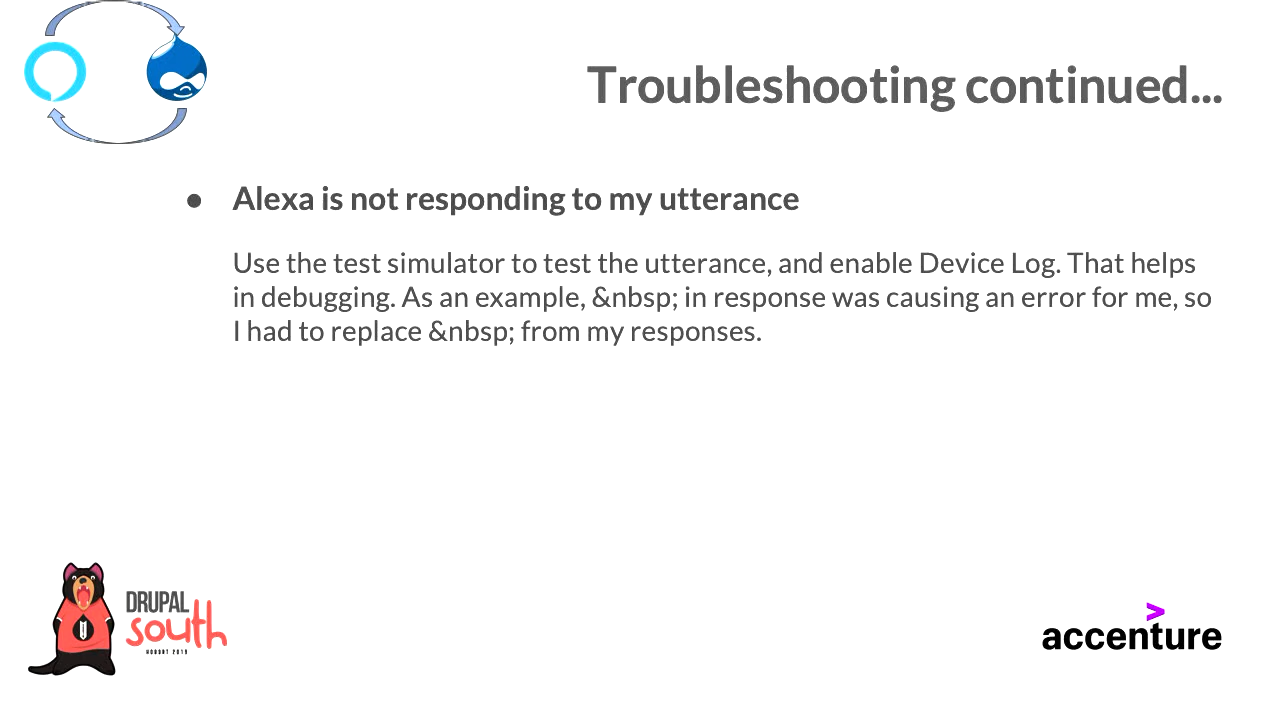 Troubleshooting continued...
● Alexa is not responding to my utterance
Use the test simulator to test the utterance, and enable Device Log. That helps
in debugging. As an example, &nbsp; in response was causing an error for me, so
I had to replace &nbsp; from my responses.
DRUPAL
south
HOBART 2019
>
accenture